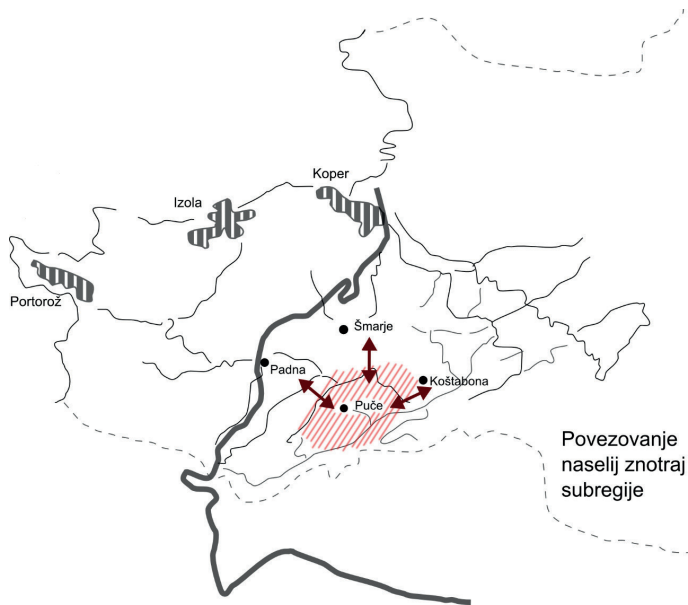 Koper
Izola
Portorož
Šmarje
Padna
Koštabona
Puče
Povezovanje
naselij znotraj
subregije